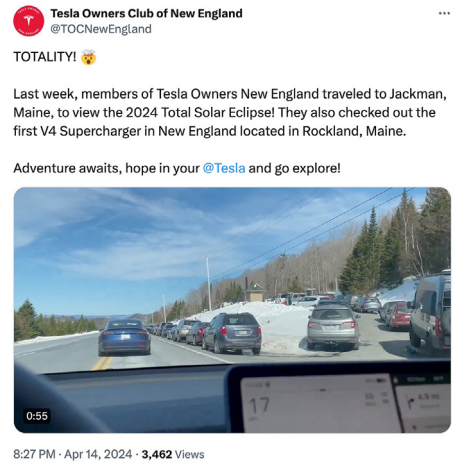 Tesla Owners Club of New England
@TOCNewEngland
TOTALITY! 🤯
Last week, members of Tesla Owners New England traveled to Jackman,
Maine, to view the 2024 Total Solar Eclipse! They also checked out the
first V4 Supercharger in New England located in Rockland, Maine.
Adventure awaits, hope in your @Tesla and go explore!
17
0:55
8:27 PM · Apr 14, 2024 · 3,462 Views